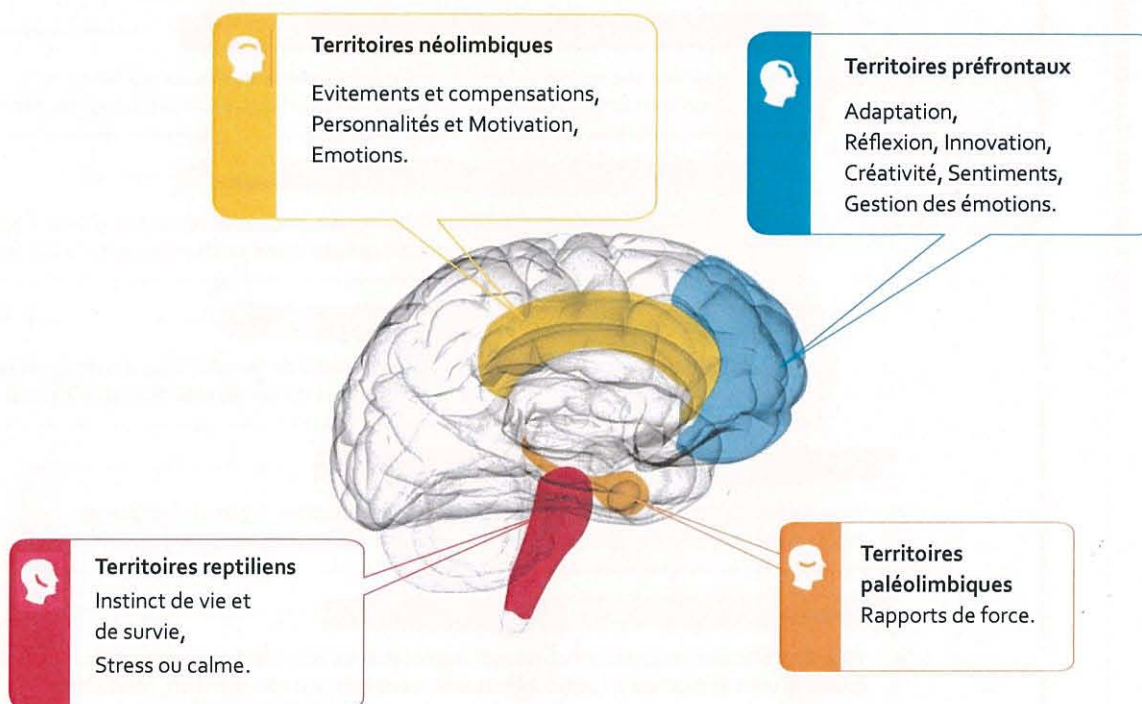 Territoires néolimbiques
Evitements et compensations,
Personnalités et Motivation,
Emotions.
Territoires préfrontaux
Adaptation,
Réflexion, Innovation,
Créativité, Sentiments,
Gestion des émotions.
Territoires reptiliens
Instinct de vie et
de survie,
Stress ou calme.
Territoires
paléolimbiques
Rapports de force.